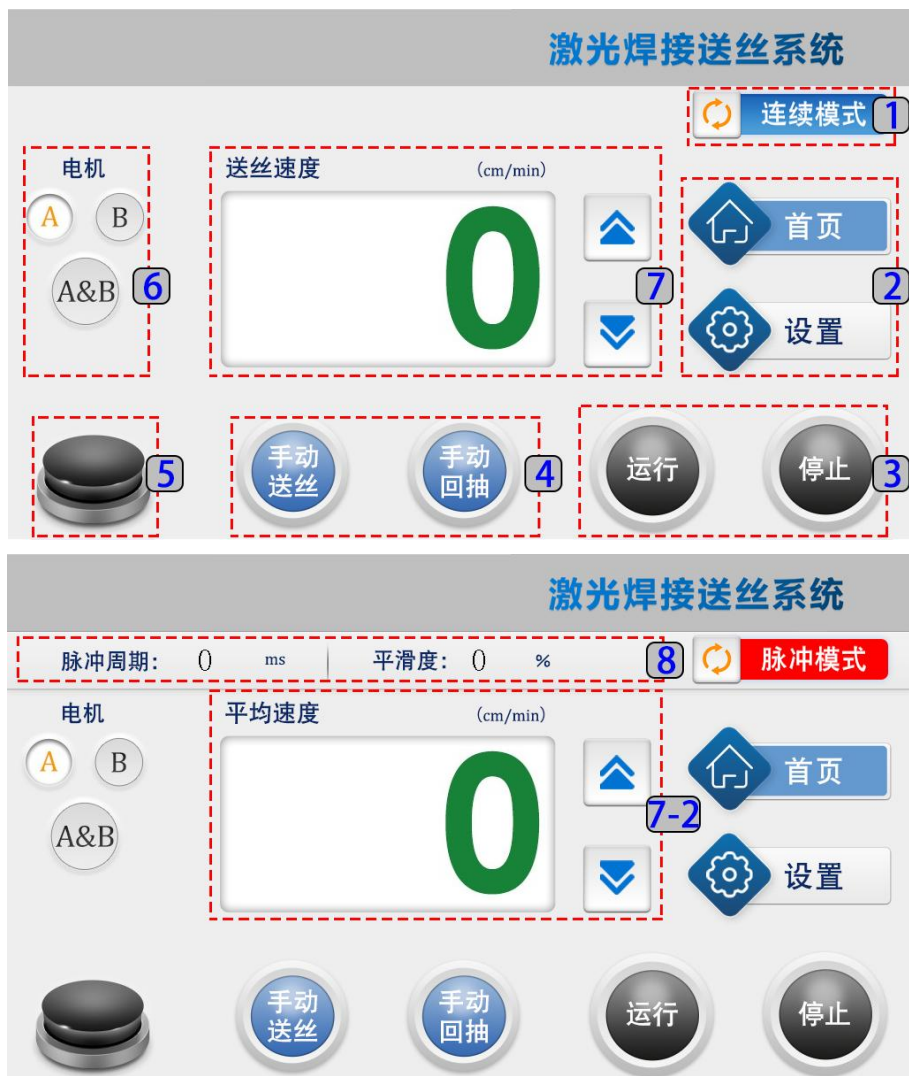 激光焊接送丝系统
连续模式 1
电机
送丝速度 (cm/min)
A B
首页
2
0
A&B 6
7
设置
手动
送丝
手动
回抽
运行
停止
5
4
3
激光焊接送丝系统
脉冲周期: 0 ms 平滑度: 0 % 8 脉冲模式
电机
平均速度 (cm/min)
A B
首页
0
7-2
A&B
设置
手动
送丝
手动
回抽
运行
停止